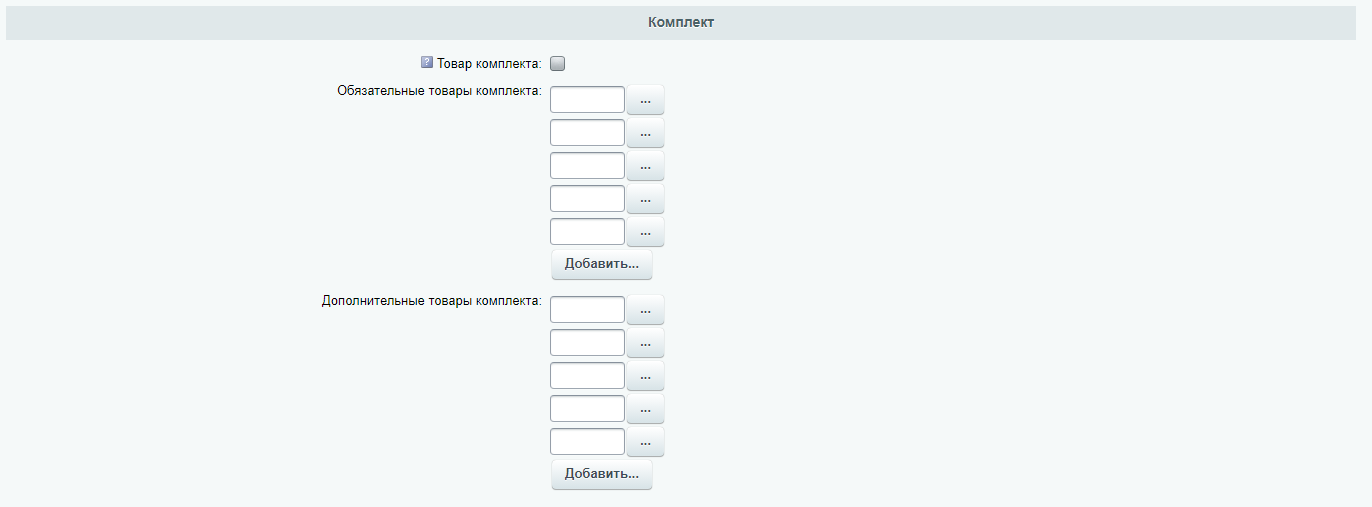 Комплект
? Товар комплекта:
Обязательные товары комплекта:
...
...
...
...
...
Добавить...
Дополнительные товары комплекта:
...
...
...
...
...
Добавить...